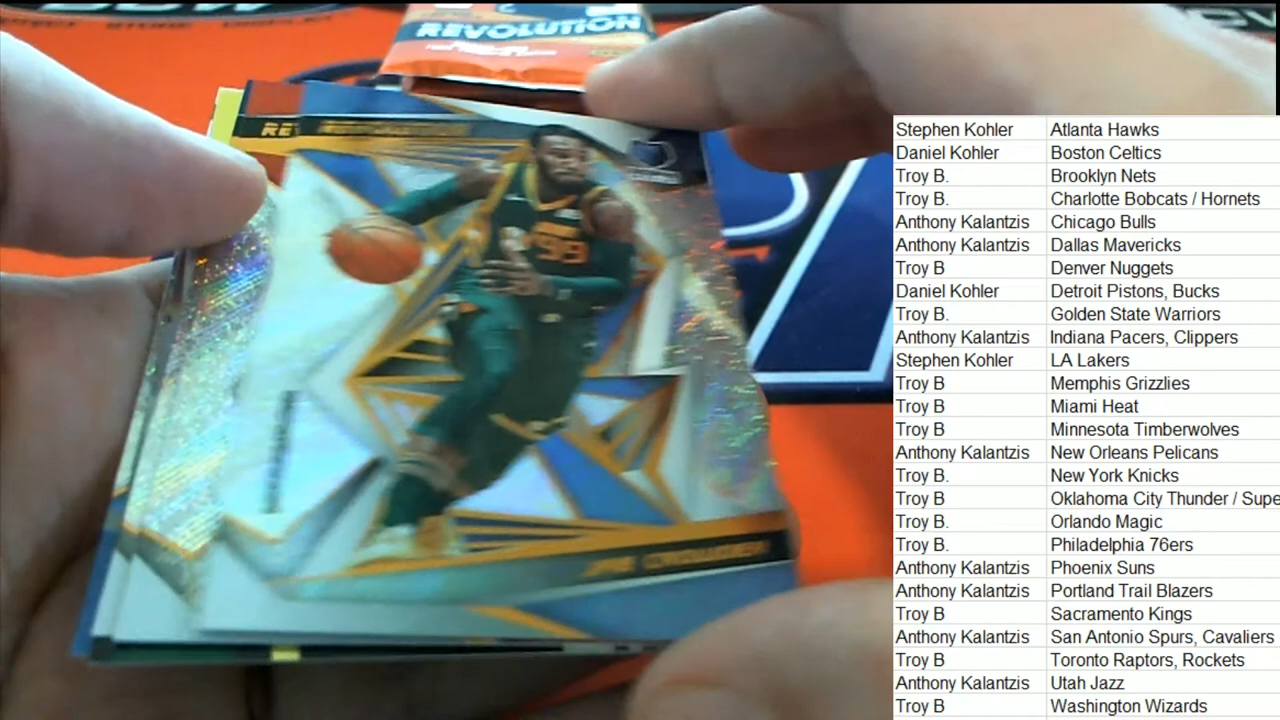 REVOLUTION
RE
99
JAE CROWDER
Stephen Kohler Atlanta Hawks
Daniel Kohler Boston Celtics
Troy B. Brooklyn Nets
Troy B. Charlotte Bobcats / Hornets
Anthony Kalantzis Chicago Bulls
Anthony Kalantzis Dallas Mavericks
Troy B Denver Nuggets
Daniel Kohler Detroit Pistons, Bucks
Troy B. Golden State Warriors
Anthony Kalantzis Indiana Pacers, Clippers
Stephen Kohler LA Lakers
Troy B Memphis Grizzlies
Troy B Miami Heat
Troy B Minnesota Timberwolves
Anthony Kalantzis New Orleans Pelicans
Troy B. New York Knicks
Troy B Oklahoma City Thunder / Supe
Troy B. Orlando Magic
Troy B. Philadelphia 76ers
Anthony Kalantzis Phoenix Suns
Anthony Kalantzis Portland Trail Blazers
Troy B Sacramento Kings
Anthony Kalantzis San Antonio Spurs, Cavaliers
Troy B Toronto Raptors, Rockets
Anthony Kalantzis Utah Jazz
Troy B Washington Wizards